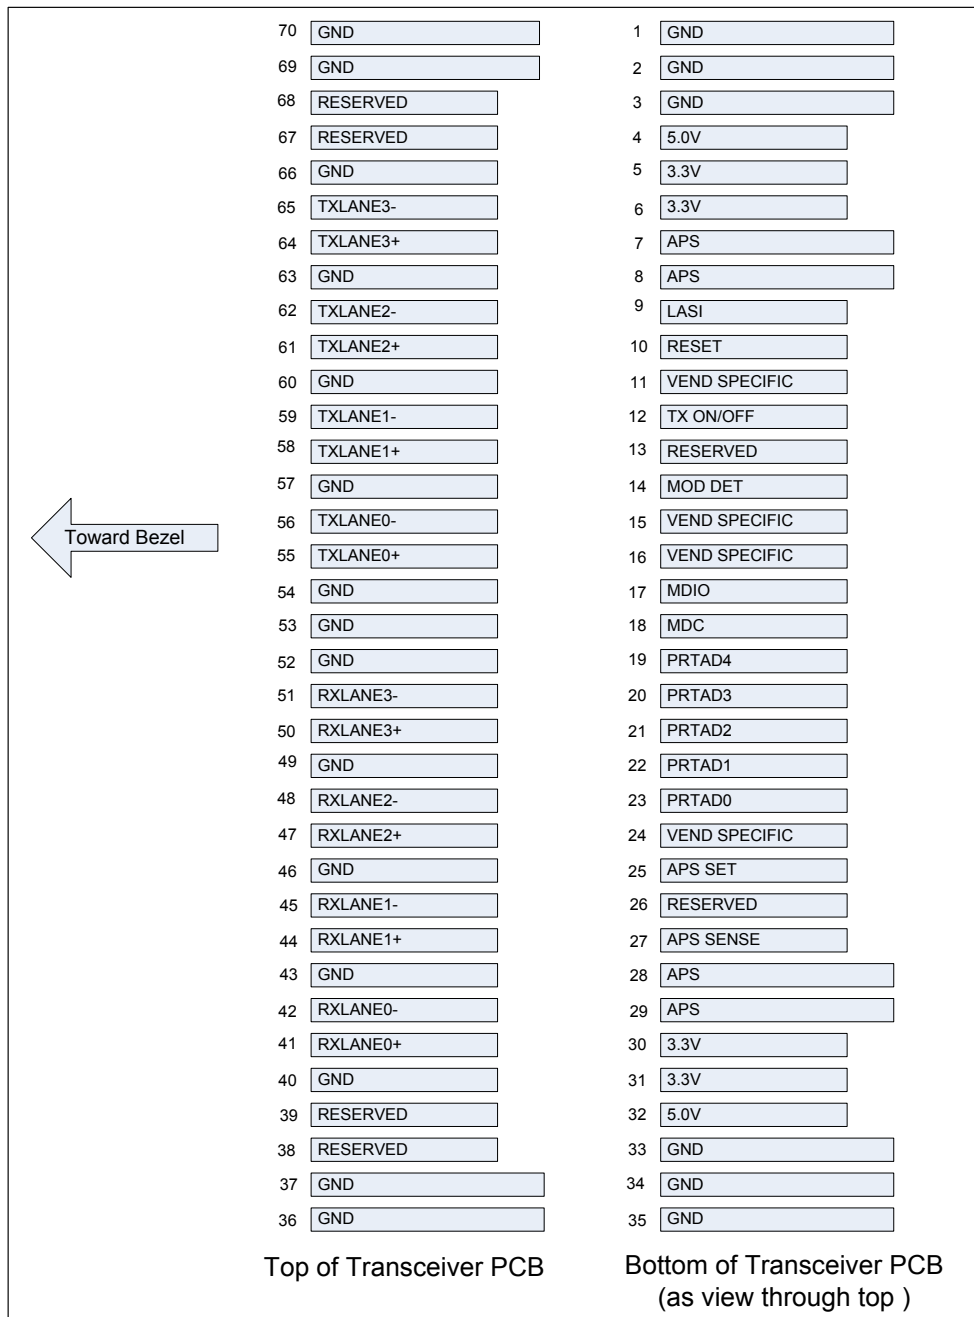 70 GND 1 GND
69 GND 2 GND
68 RESERVED 3 GND
67 RESERVED 4 5.0V
66 GND 5 3.3V
65 TXLANE3- 6 3.3V
64 TXLANE3+ 7 APS
63 GND 8 APS
62 TXLANE2- 9 LASI
61 TXLANE2+ 10 RESET
60 GND 11 VEND SPECIFIC
59 TXLANE1- 12 TX ON/OFF
58 TXLANE1+ 13 RESERVED
57 GND 14 MOD DET
56 TXLANE0- 15 VEND SPECIFIC
Toward Bezel
55 TXLANE0+ 16 VEND SPECIFIC
54 GND 17 MDIO
53 GND 18 MDC
52 GND 19 PRTAD4
51 RXLANE3- 20 PRTAD3
50 RXLANE3+ 21 PRTAD2
49 GND 22 PRTAD1
48 RXLANE2- 23 PRTAD0
47 RXLANE2+ 24 VEND SPECIFIC
46 GND 25 APS SET
45 RXLANE1- 26 RESERVED
44 RXLANE1+ 27 APS SENSE
43 GND 28 APS
42 RXLANE0- 29 APS
41 RXLANE0+ 30 3.3V
40 GND 31 3.3V
39 RESERVED 32 5.0V
38 RESERVED 33 GND
37 GND 34 GND
36 GND 35 GND
Top of Transceiver PCB
Bottom of Transceiver PCB
(as view through top )